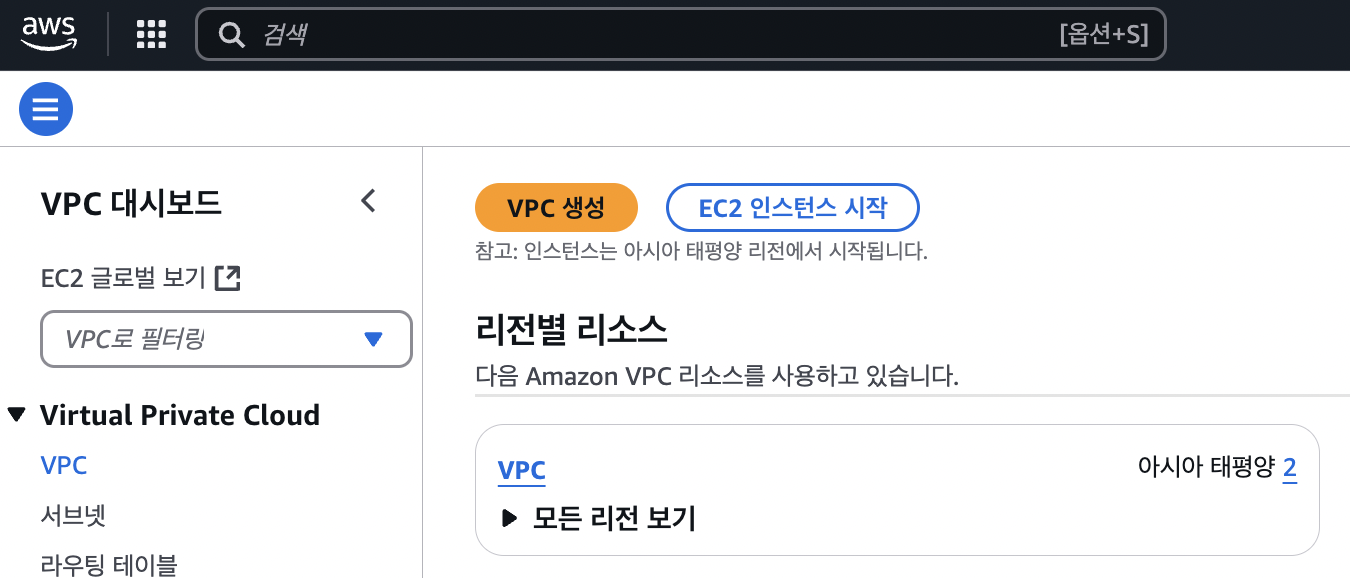 aws
검색 [옵션+S]
VPC 대시보드
EC2 글로벌 보기
VPC로 필터링
Virtual Private Cloud
VPC
서브넷
라우팅 테이블
VPC 생성
EC2 인스턴스 시작
참고: 인스턴스는 아시아 태평양 리전에서 시작됩니다.
리전별 리소스
다음 Amazon VPC 리소스를 사용하고 있습니다.
VPC
아시아 태평양 2
모든 리전 보기